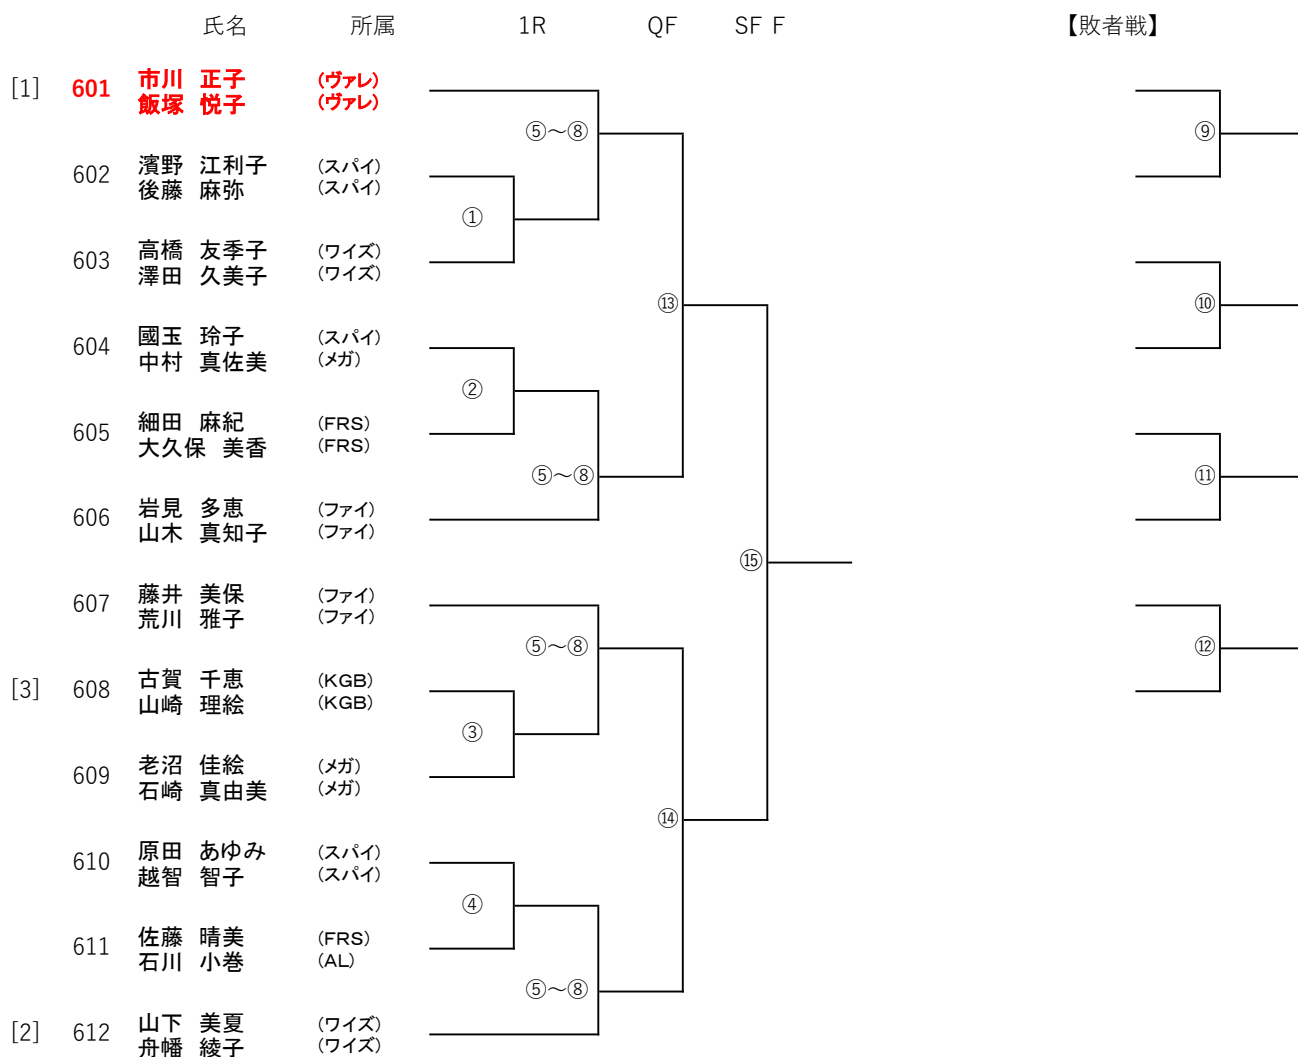 氏名 所属 1R QF SF F 【敗者戦】
[1] 601 市川 正子 (ヴァレ)
飯塚 悦子 (ヴァレ)
⑤～⑧ ⑨
602 濱野 江利子 (スパイ)
後藤 麻弥 (スパイ)
①
603 高橋 友季子 (ワイズ)
澤田 久美子 (ワイズ)
⑬ ⑩
604 國玉 玲子 (スパイ)
中村 真佐美 (メガ)
②
605 細田 麻紀 (FRS)
大久保 美香 (FRS)
⑤～⑧ ⑪
606 岩見 多恵 (ファイ)
山木 真知子 (ファイ)
⑮
607 藤井 美保 (ファイ)
荒川 雅子 (ファイ)
⑤～⑧ ⑫
[3] 608 古賀 千恵 (KGB)
山崎 理絵 (KGB)
③
609 老沼 佳絵 (メガ)
石崎 真由美 (メガ)
⑭
610 原田 あゆみ (スパイ)
越智 智子 (スパイ)
④
611 佐藤 晴美 (FRS)
石川 小巻 (AL)
⑤～⑧
[2] 612 山下 美夏 (ワイズ)
舟幡 綾子 (ワイズ)